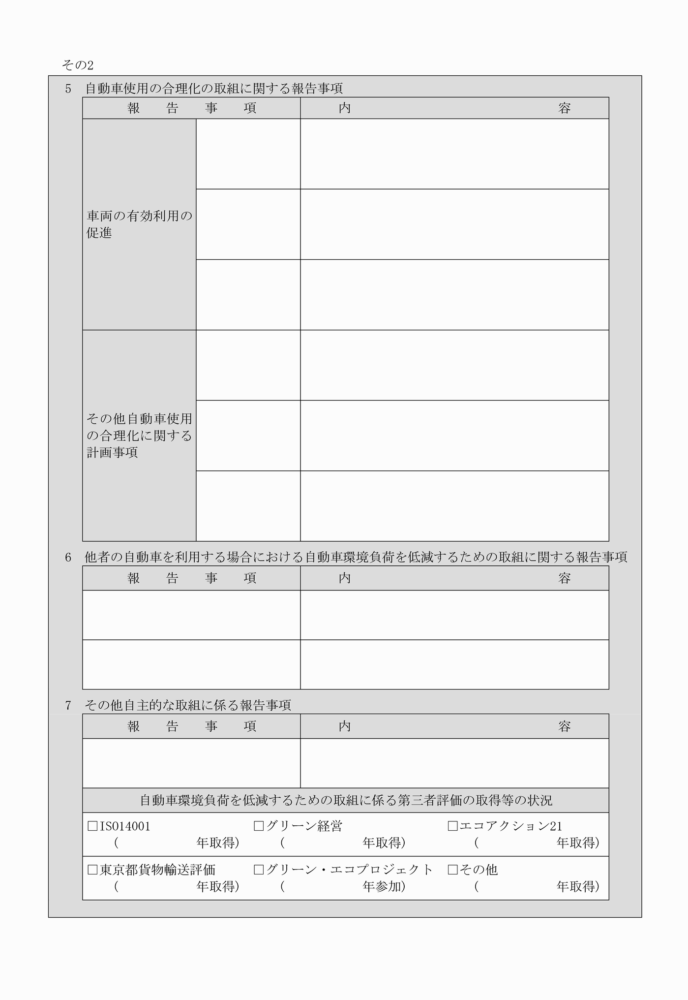 その2
5 自動車使用の合理化の取組に関する報告事項
報 告 事 項 内 容
車両の有効利用の
促進
その他自動車使用
の合理化に関する
計画事項
6 他者の自動車を利用する場合における自動車環境負荷を低減するための取組に関する報告事項
報 告 事 項 内 容
7 その他自主的な取組に係る報告事項
報 告 事 項 内 容
自動車環境負荷を低減するための取組に係る第三者評価の取得等の状況
□ISO14001 □グリーン経営 □エコアクション21
( 年取得) ( 年取得) ( 年取得)
□東京都貨物輸送評価 □グリーン・エコプロジェクト □その他
( 年取得) ( 年参加) ( 年取得)